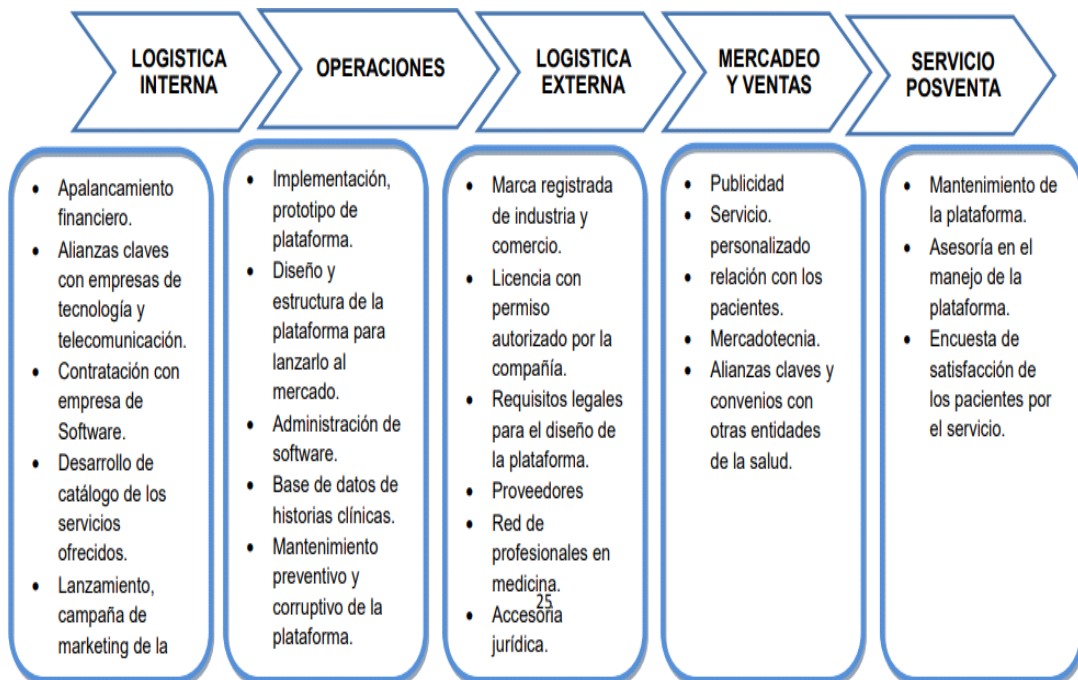 LOGISTICA
INTERNA
OPERACIONES
LOGISTICA
EXTERNA
MERCADEO
Y VENTAS
SERVICIO
POSVENTA
• Apalancamiento
financiero.
• Alianzas claves
con empresas de
tecnología y
telecomunicación.
• Contratación con
empresa de
Software.
• Desarrollo de
catálogo de los
servicios
ofrecidos.
• Lanzamiento,
campaña de
marketing de la
• Implementación,
prototipo de
plataforma.
• Diseño y
estructura de la
plataforma para
lanzarlo al
mercado.
• Administración de
software.
• Base de datos de
historias clínicas.
• Mantenimiento
preventivo y
corruptivo de la
plataforma.
• Marca registrada
de industria y
comercio.
• Licencia con
permiso
autorizado por la
compañía.
• Requisitos legales
para el diseño de
la plataforma.
• Proveedores
• Red de
profesionales en
medicina.
25
• Accesoria
jurídica.
• Publicidad
• Servicio.
personalizado
• relación con los
pacientes.
• Mercadotecnia.
• Alianzas claves y
convenios con
otras entidades
de la salud.
• Mantenimiento de
la plataforma.
• Asesoría en el
manejo de la
plataforma.
• Encuesta de
satisfacción de
los pacientes por
el servicio.